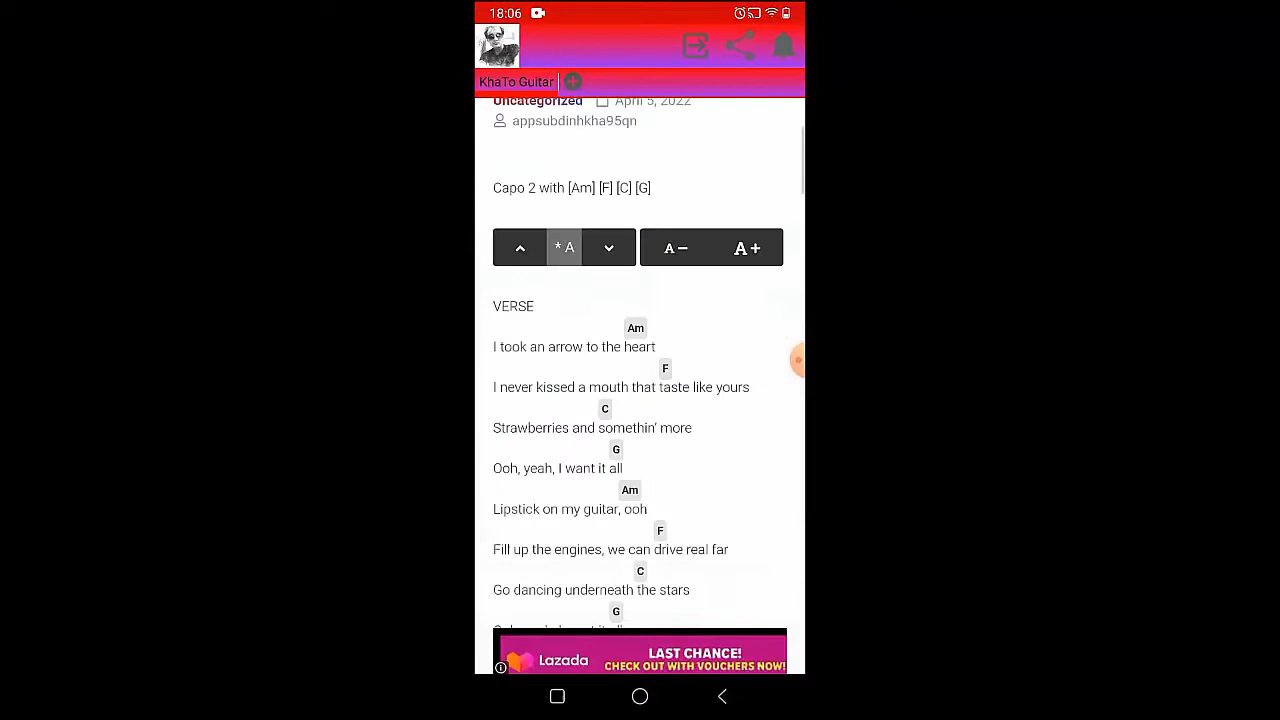 18:06
KhaTo Guitar
Uncategorized April 5, 2022
appsubdinhkha95qn
Capo 2 with [Am] [F] [C] [G]
* A A− A+
VERSE
Am
I took an arrow to the heart
F
I never kissed a mouth that taste like yours
C
Strawberries and somethin' more
G
Ooh, yeah, I want it all
Am
Lipstick on my guitar, ooh
F
Fill up the engines, we can drive real far
C
Go dancing underneath the stars
G
Lazada
LAST CHANCE!
CHECK OUT WITH VOUCHERS NOW!